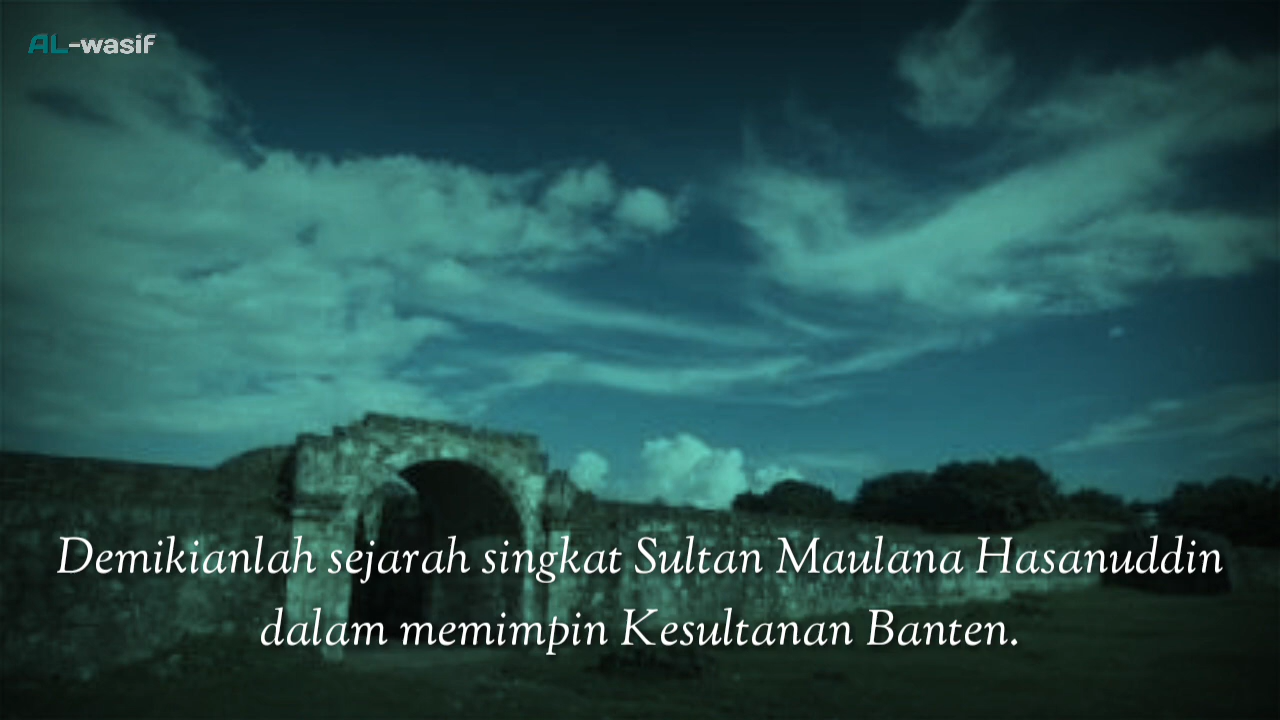 AL-wasif
Demikianlah sejarah singkat Sultan Maulana Hasanuddin
dalam memimpin Kesultanan Banten.